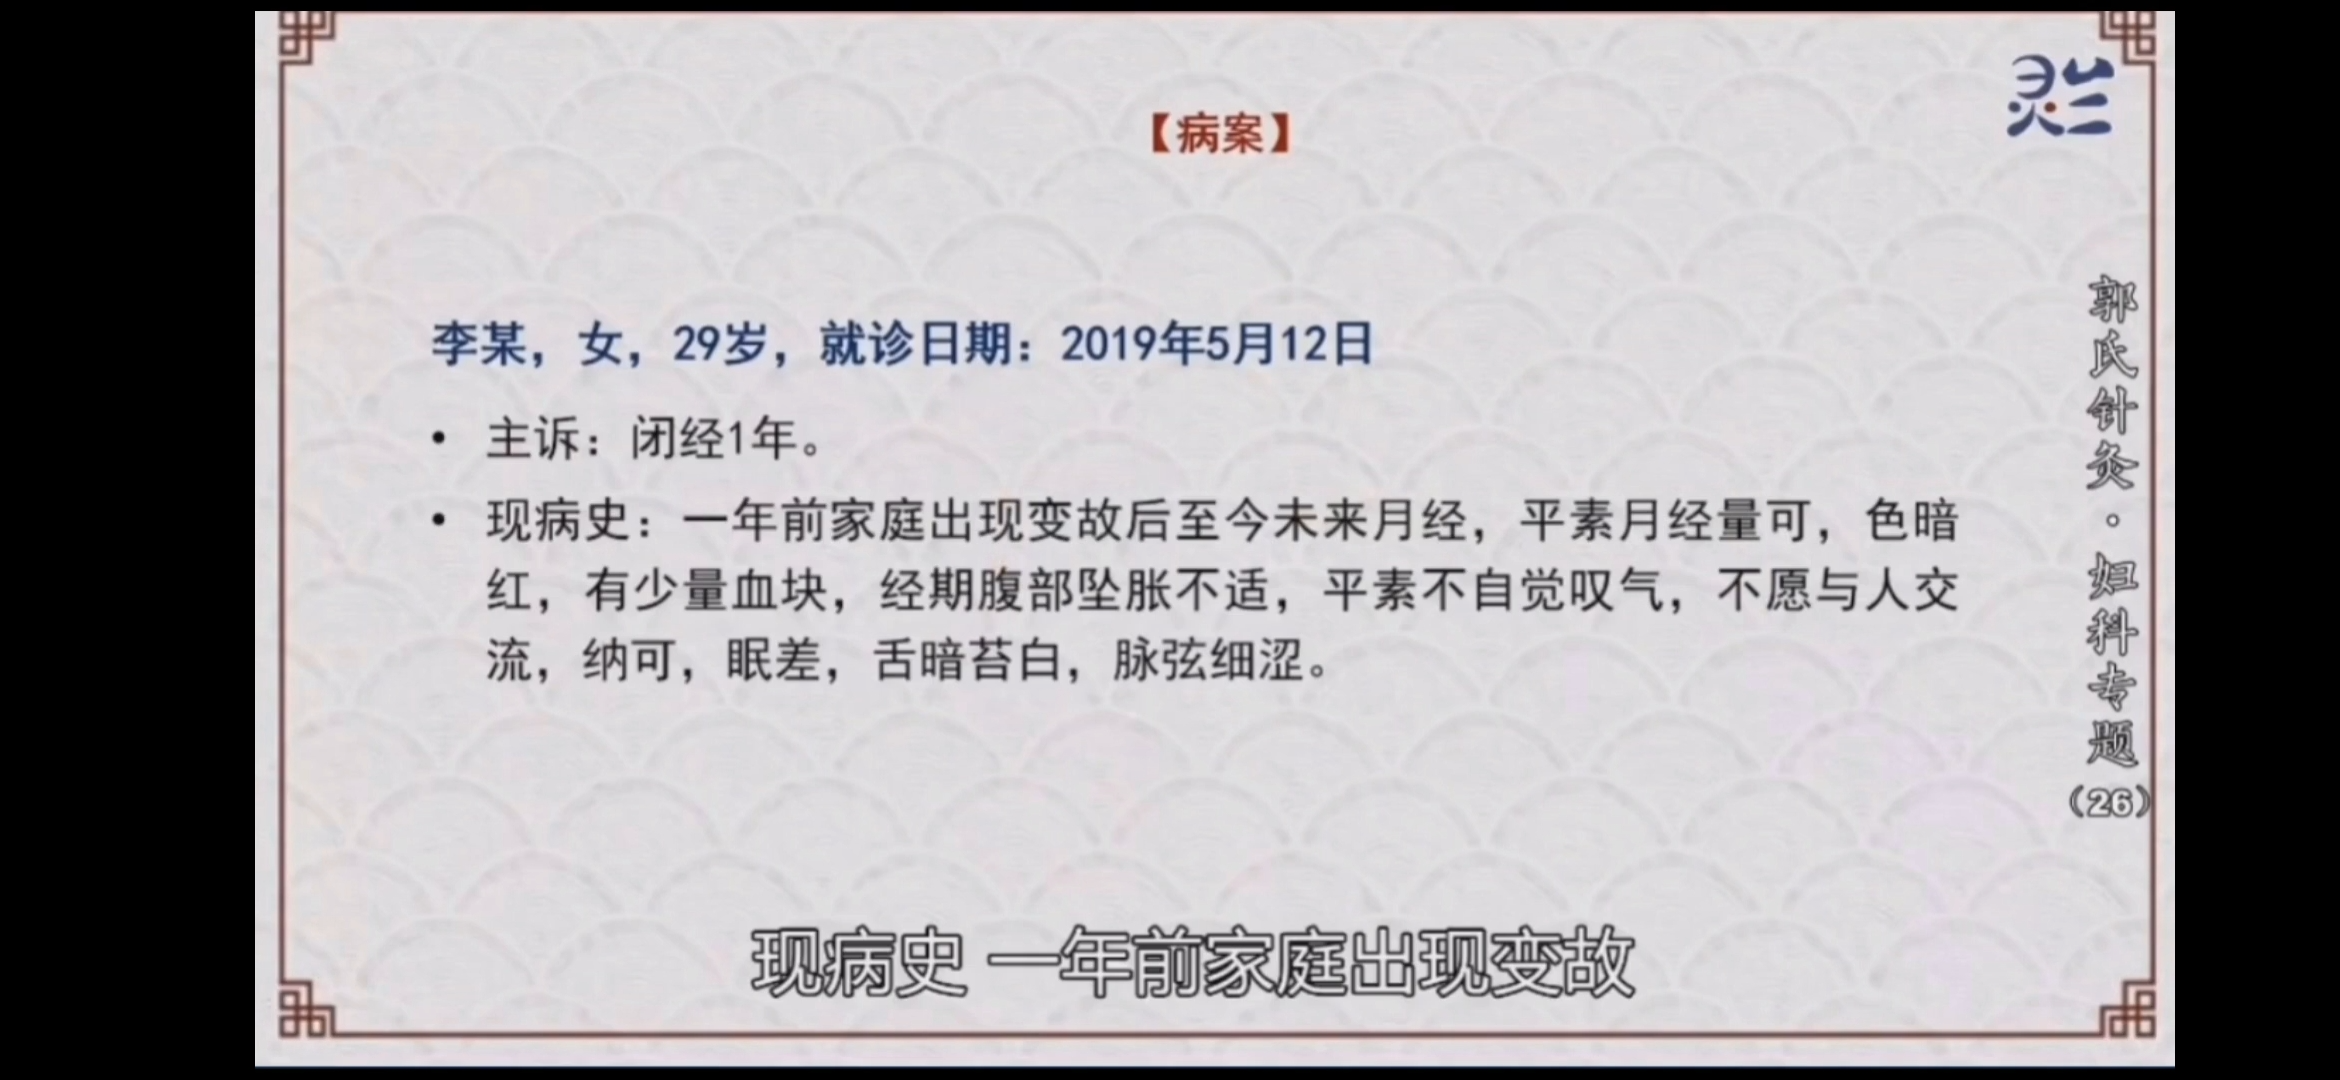 【病案】
灵兰
李某，女，29岁，就诊日期：2019年5月12日
• 主诉：闭经1年。
• 现病史：一年前家庭出现变故后至今未来月经，平素月经量可，色暗
红，有少量血块，经期腹部坠胀不适，平素不自觉叹气，不愿与人交
流，纳可，眠差，舌暗苔白，脉弦细涩。
郭氏针灸·妇科专题（26）
现病史 一年前家庭出现变故